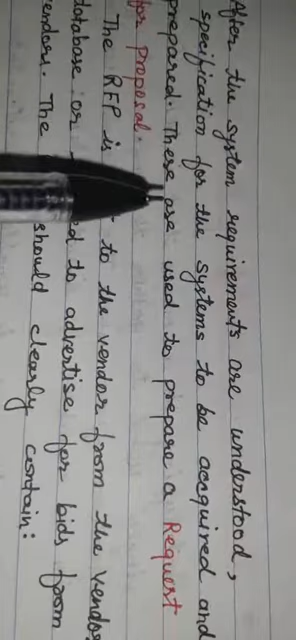 After the system requirements are understood,
specification for the systems to be accquired and
prepared. These are used to prepare a Request
for Proposal.
The RFP is to the vendor from the vendor
database or to advertise for bids from
vendors. The should clearly contain: